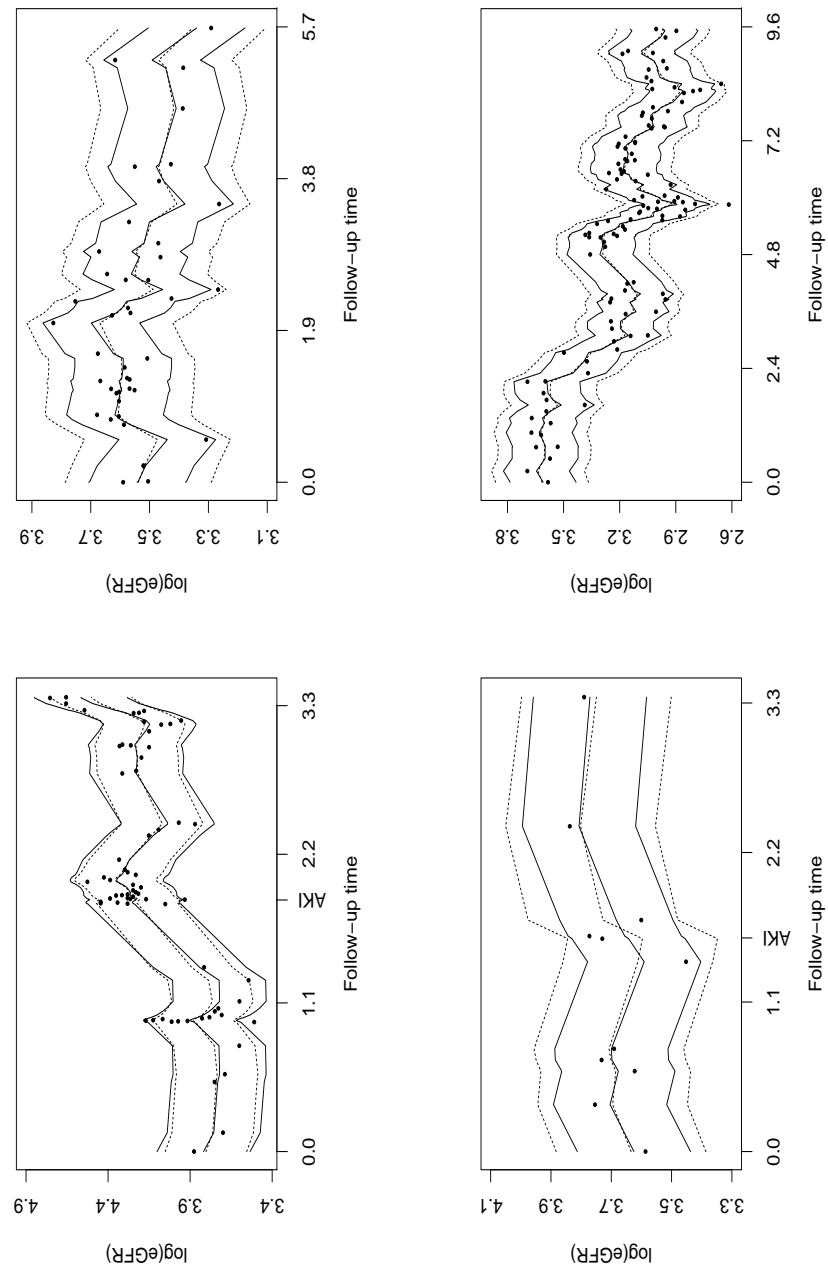 log(eGFR)
4.9
4.4
3.9
3.4
0.0 1.1 AKI 2.2 3.3
Follow−up time
log(eGFR)
3.9
3.7
3.5
3.3
3.1
0.0 1.9 3.8 5.7
Follow−up time
log(eGFR)
4.1
3.9
3.7
3.5
3.3
0.0 1.1 AKI 2.2 3.3
Follow−up time
log(eGFR)
3.8
3.5
3.2
2.9
2.6
0.0 2.4 4.8 7.2 9.6
Follow−up time